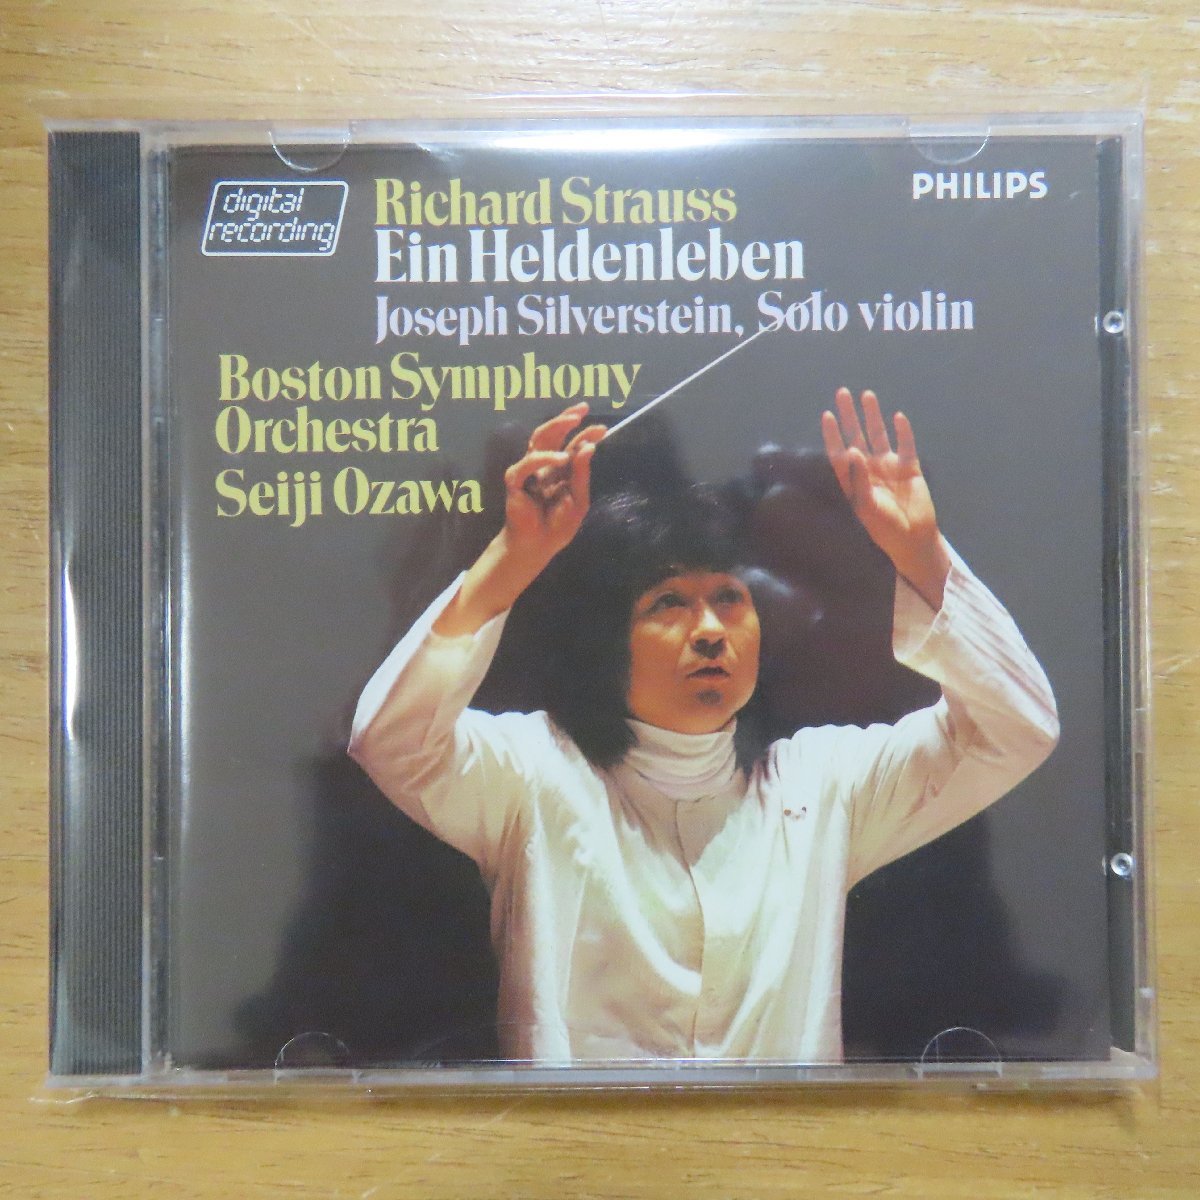 digital
recording
Richard Strauss
PHILIPS
Ein Heldenleben
Joseph Silverstein, Solo violin
Boston Symphony
Orchestra
Seiji Ozawa